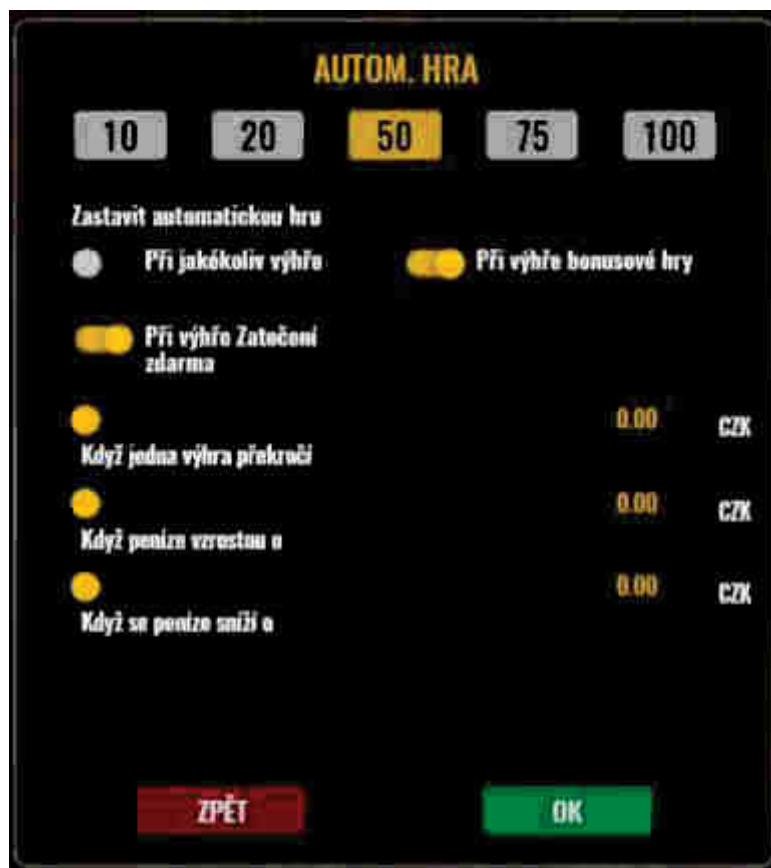 AUTOM. HRA
10 20 50 75 100
Zastavit automatickou hru
Při jakékoliv výhře Při výhře bonusové hry
Při výhře Zatočení
zdarma
0.00 CZK
Když jedna výhra překročí
0.00 CZK
Když peníze vzrostou o
0.00 CZK
Když se peníze sníží o
ZPĚT OK